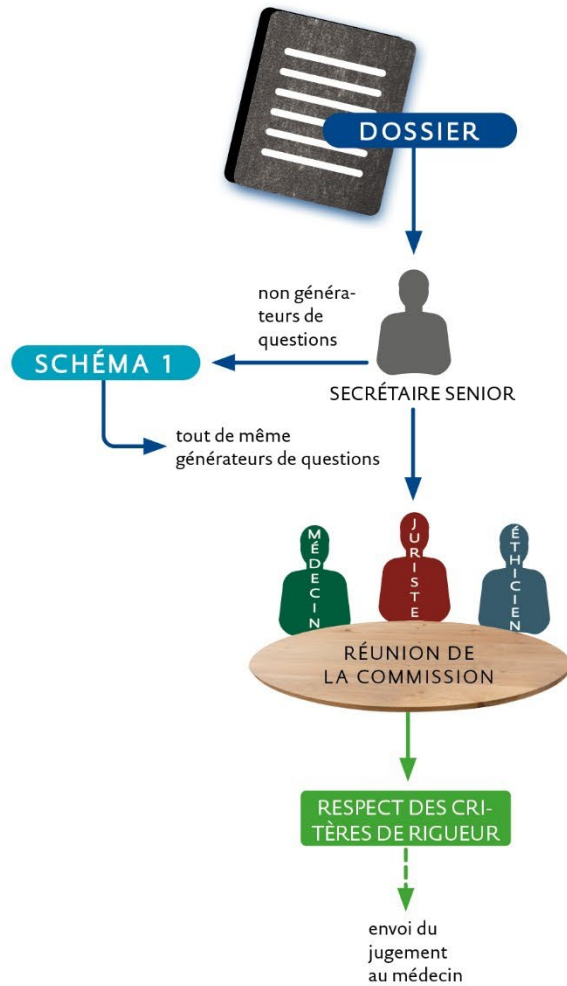 DOSSIER
non généra-
teurs de
questions
SCHÉMA 1
SECRÉTAIRE SENIOR
tout de même
générateurs de questions
MÉDECIN
JURISTE
ÉTHICIEN
RÉUNION DE
LA COMMISSION
RESPECT DES CRI-
TÈRES DE RIGUEUR
envoi du
jugement
au médecin